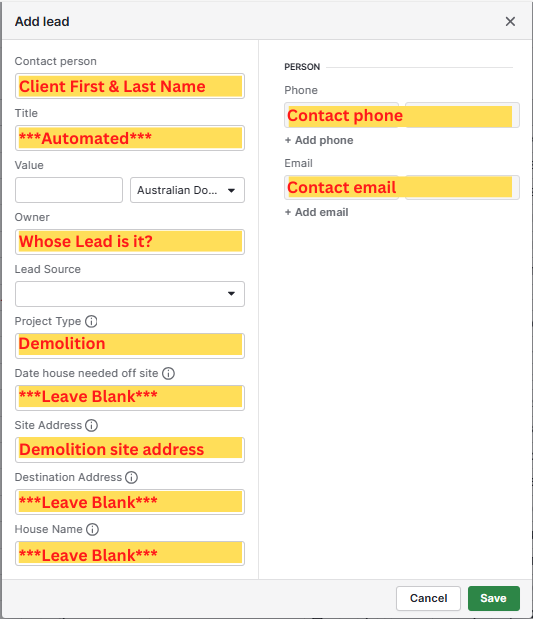 Add lead
Contact person
Client First & Last Name
Title
***Automated***
Value
Australian Do...
Owner
Whose Lead is it?
Lead Source
Project Type
Demolition
Date house needed off site
***Leave Blank***
Site Address
Demolition site address
Destination Address
***Leave Blank***
House Name
***Leave Blank***
PERSON
Phone
Contact phone
+ Add phone
Email
Contact email
+ Add email
Cancel
Save